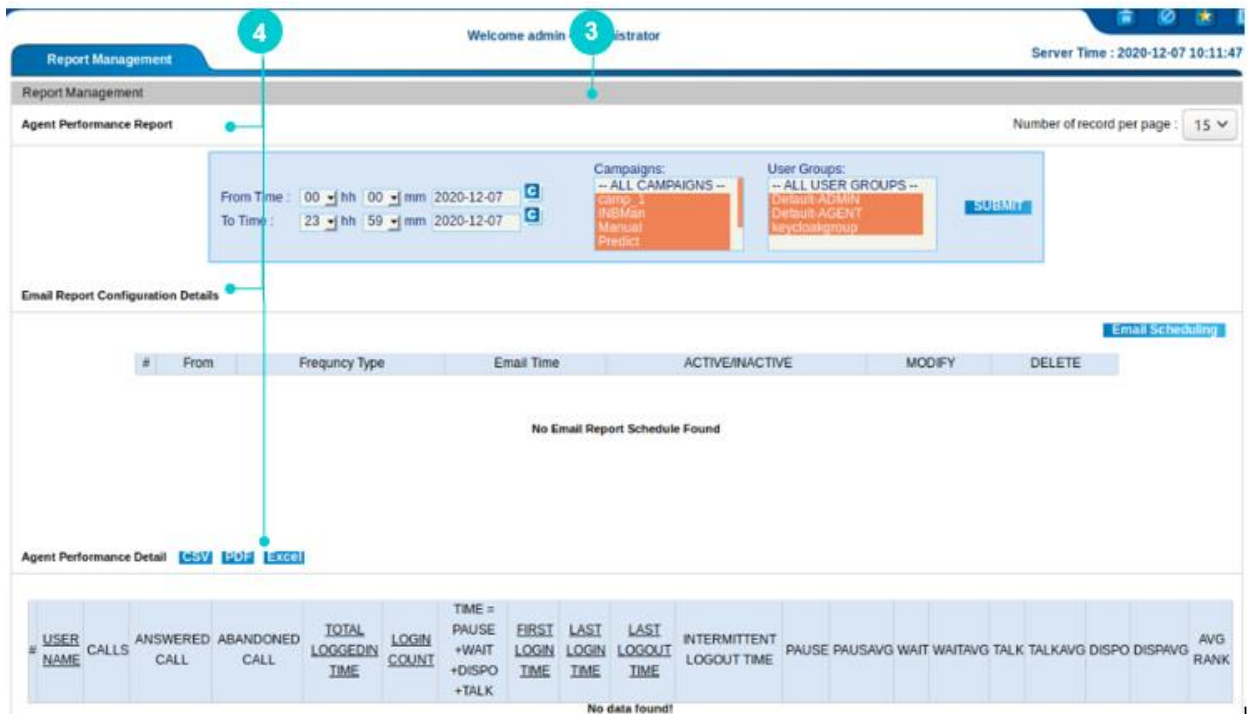 4
3
Welcome admin istrator
Report Management
Server Time : 2020-12-07 10:11:47
Report Management
Agent Performance Report
Number of record per page : 15
Campaigns:
User Groups:
From Time : 00 hh 00 mm 2020-12-07 C
To Time : 23 hh 59 mm 2020-12-07 C
-- ALL CAMPAIGNS --
camp_1
INBMan
Manual
Predict
-- ALL USER GROUPS --
Default-ADMIN
Default-AGENT
keycloakgroup
SUBMIT
Email Report Configuration Details
Email Scheduling
# From Frequncy Type Email Time ACTIVE/INACTIVE MODIFY DELETE
No Email Report Schedule Found
Agent Performance Detail CSV PDF Excel
# USER NAME CALLS ANSWERED CALL ABANDONED CALL TOTAL LOGGEDIN TIME LOGIN COUNT TIME = PAUSE +WAIT +DISPO +TALK FIRST LOGIN TIME LAST LOGIN TIME LAST LOGOUT TIME INTERMITTENT LOGOUT TIME PAUSE PAUSAVG WAIT WAITAVG TALK TALKAVG DISPO DISPAVG AVG RANK
No data found!